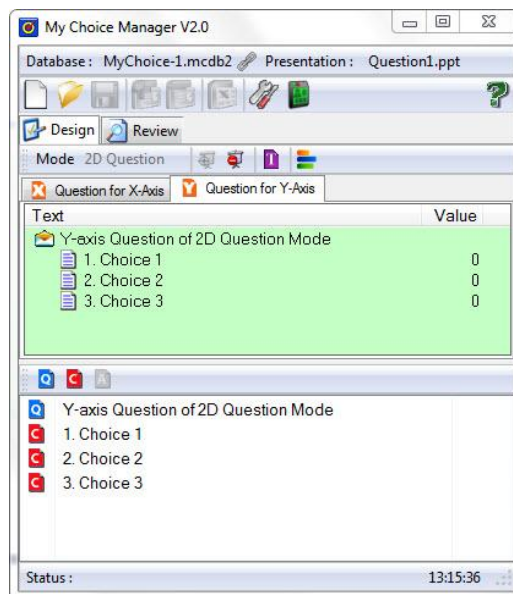 My Choice Manager V2.0
Database : MyChoice-1.mcdb2 Presentation : Question1.ppt
Design Review
Mode 2D Question
X Question for X-Axis Y Question for Y-Axis
Text Value
Y-axis Question of 2D Question Mode
1. Choice 1 0
2. Choice 2 0
3. Choice 3 0
Q C A
Q Y-axis Question of 2D Question Mode
C 1. Choice 1
C 2. Choice 2
C 3. Choice 3
Status : 13:15:36